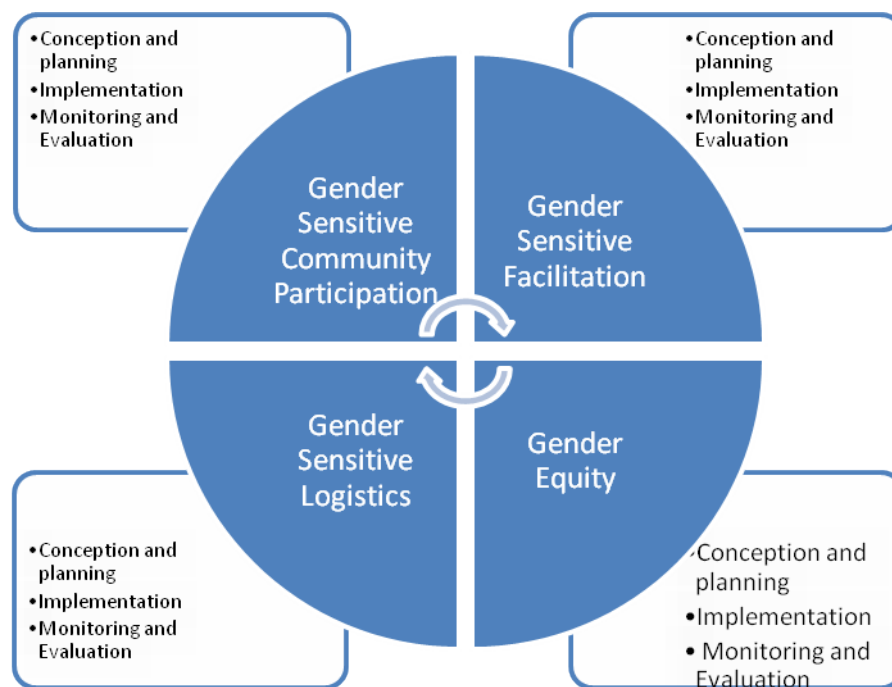 •Conception and
planning
•Implementation
•Monitoring and
Evaluation
•Conception and
planning
•Implementation
•Monitoring and
Evaluation
Gender
Sensitive
Community
Participation
Gender
Sensitive
Facilitation
Gender
Sensitive
Logistics
Gender
Equity
•Conception and
planning
•Implementation
•Monitoring and
Evaluation
•Conception and
planning
•Implementation
• Monitoring and
Evaluation